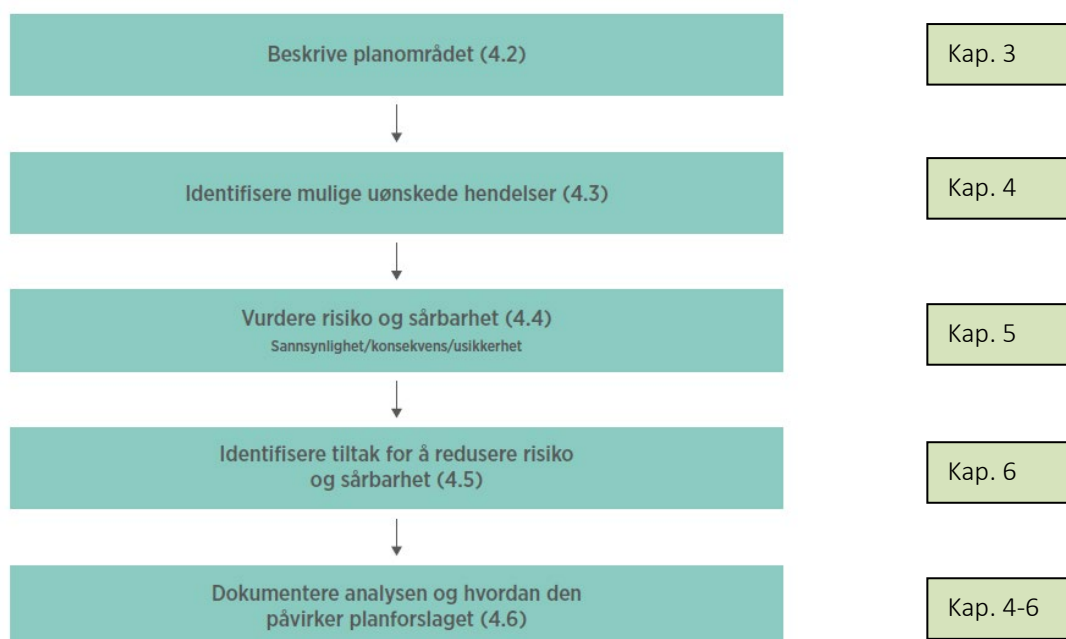 Beskrive planområdet (4.2)
Kap. 3
Identifisere mulige uønskede hendelser (4.3)
Kap. 4
Vurdere risiko og sårbarhet (4.4)
Sannsynlighet/konsekvens/usikkerhet
Kap. 5
Identifisere tiltak for å redusere risiko
og sårbarhet (4.5)
Kap. 6
Dokumentere analysen og hvordan den
påvirker planforslaget (4.6)
Kap. 4-6